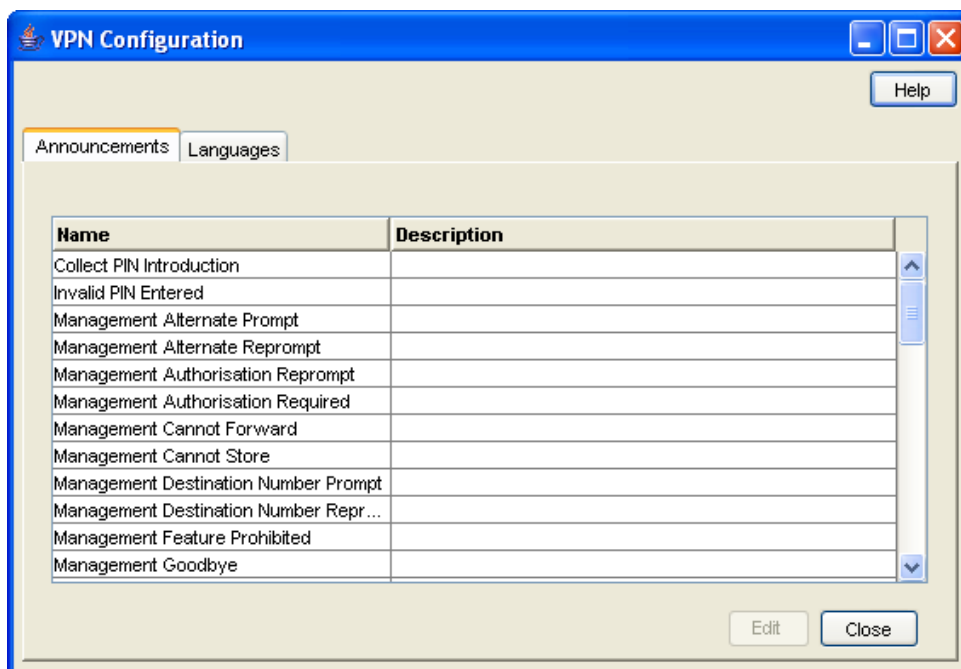 VPN Configuration
Help
Announcements Languages
Name Description
Collect PIN Introduction
Invalid PIN Entered
Management Alternate Prompt
Management Alternate Reprompt
Management Authorisation Reprompt
Management Authorisation Required
Management Cannot Forward
Management Cannot Store
Management Destination Number Prompt
Management Destination Number Repr...
Management Feature Prohibited
Management Goodbye
Edit Close